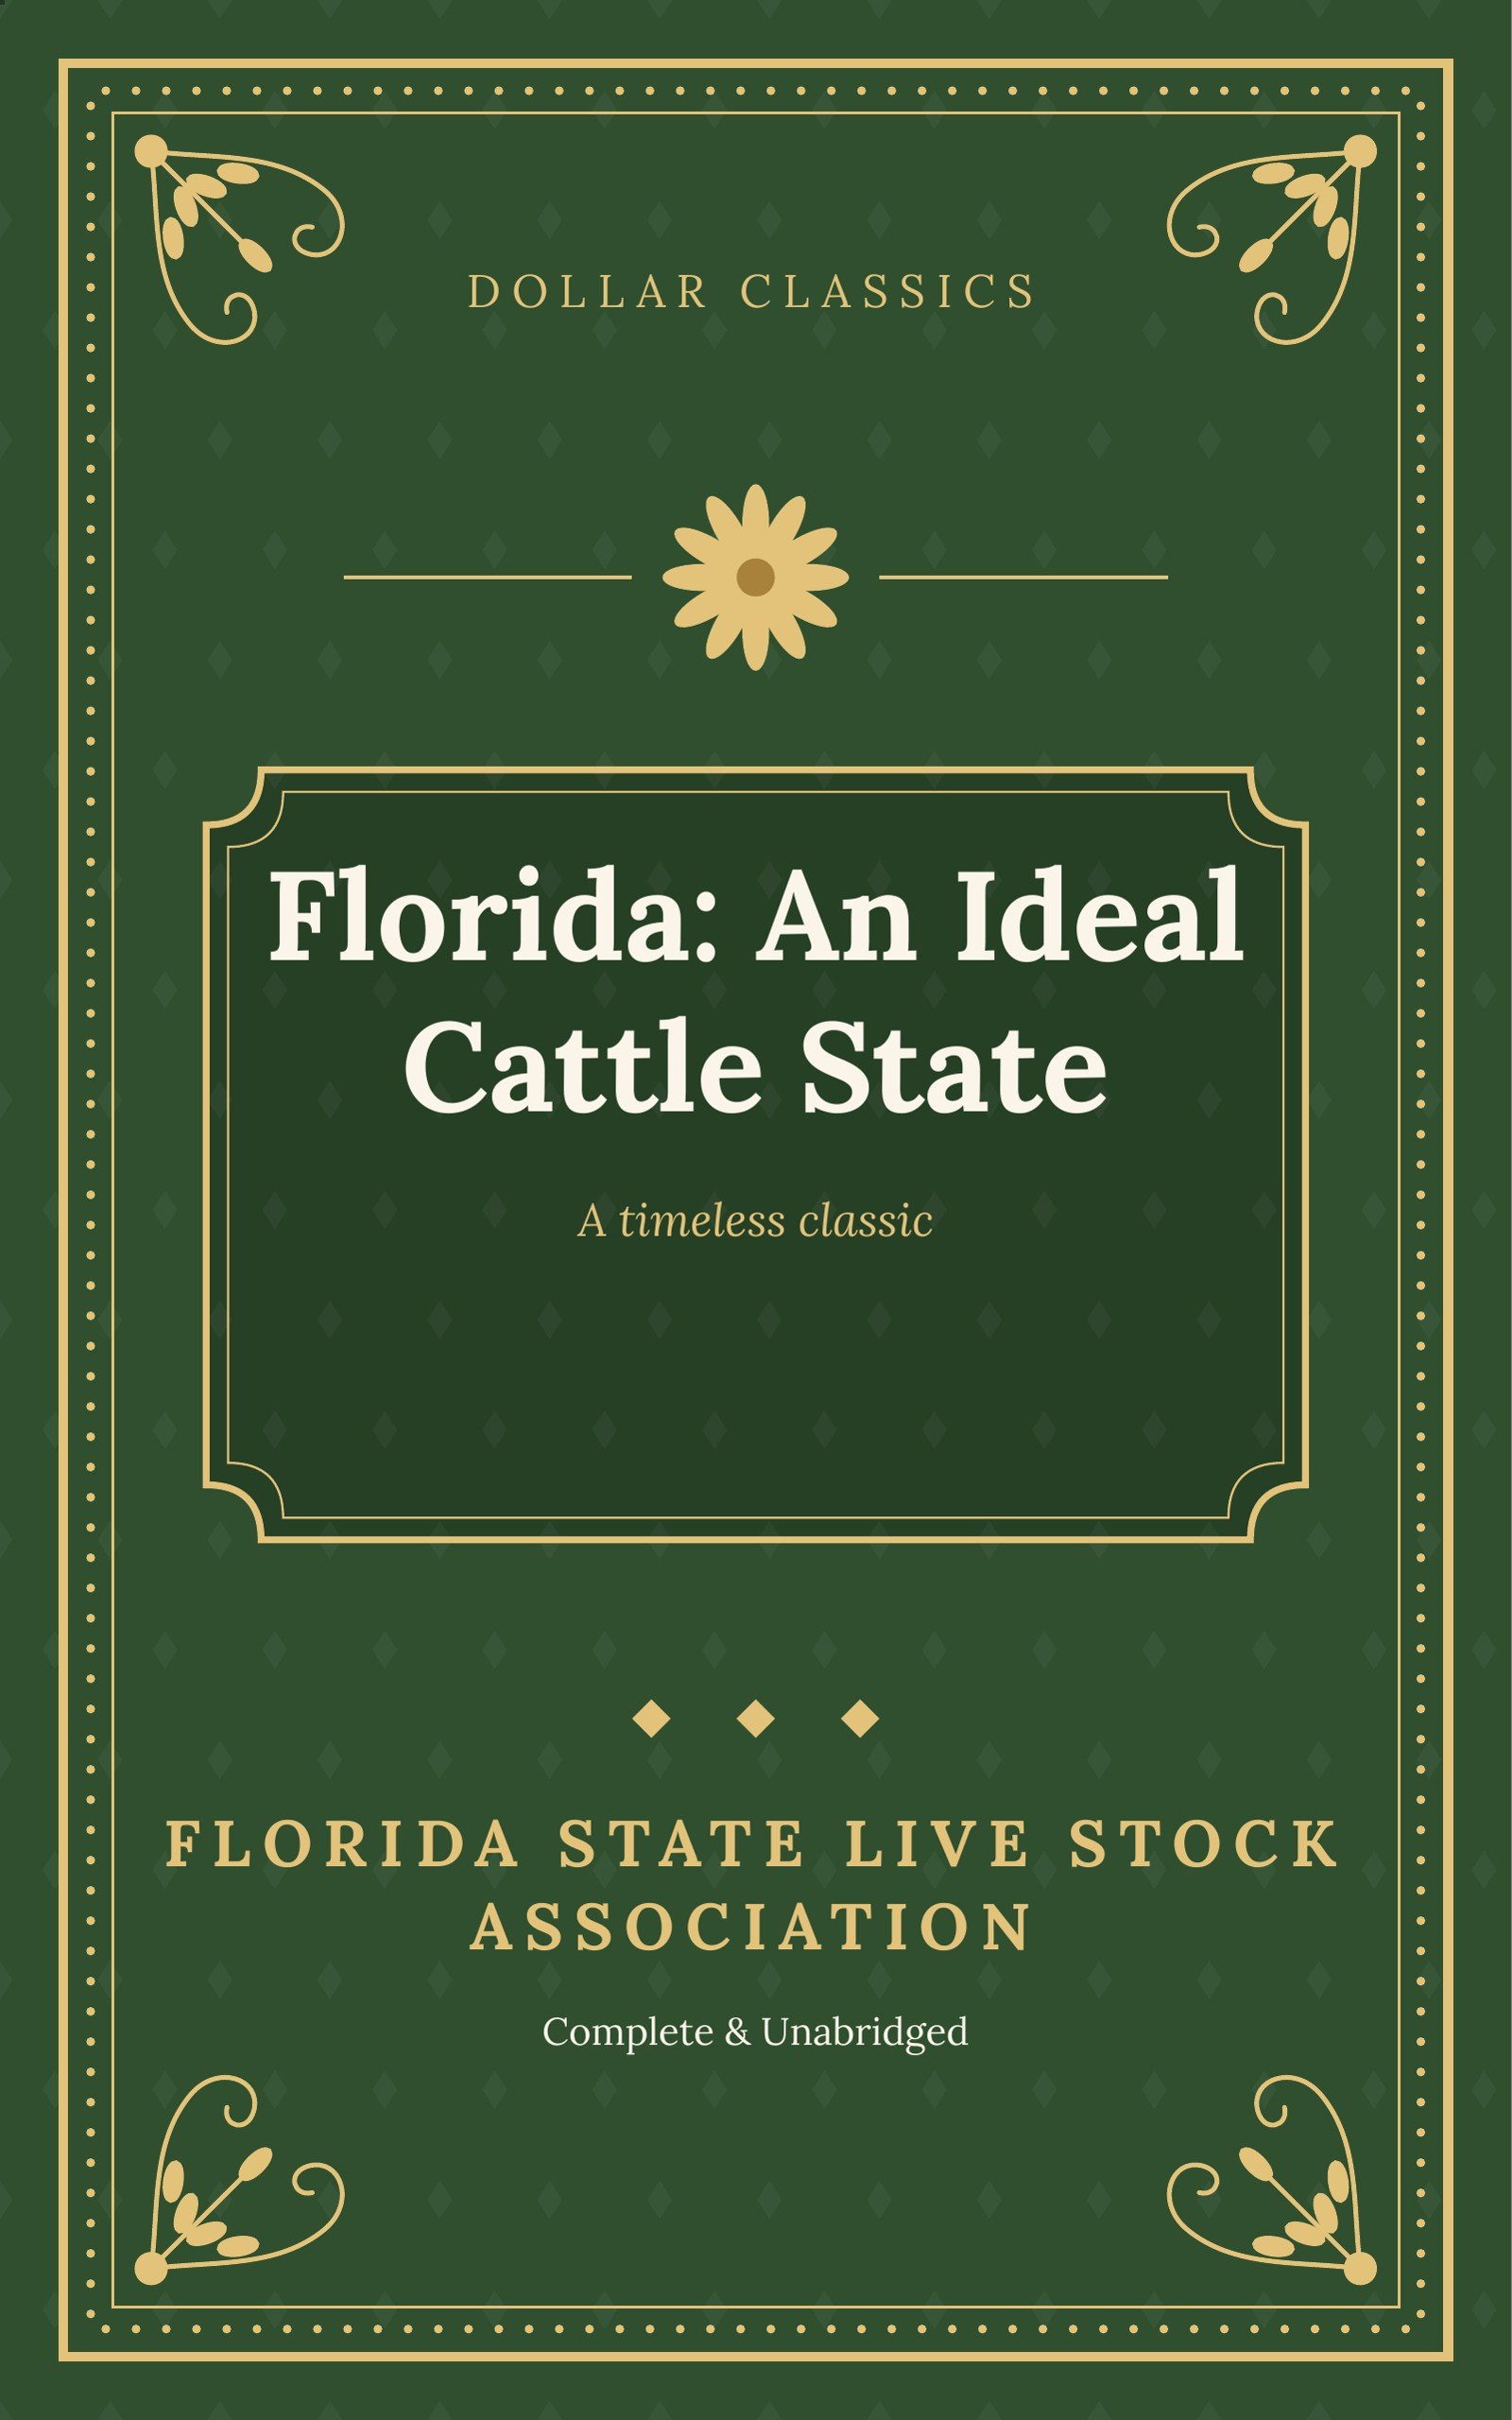 DOLLAR CLASSICS
Florida: An Ideal
Cattle State
A timeless classic
FLORIDA STATE LIVE STOCK
ASSOCIATION
Complete & Unabridged